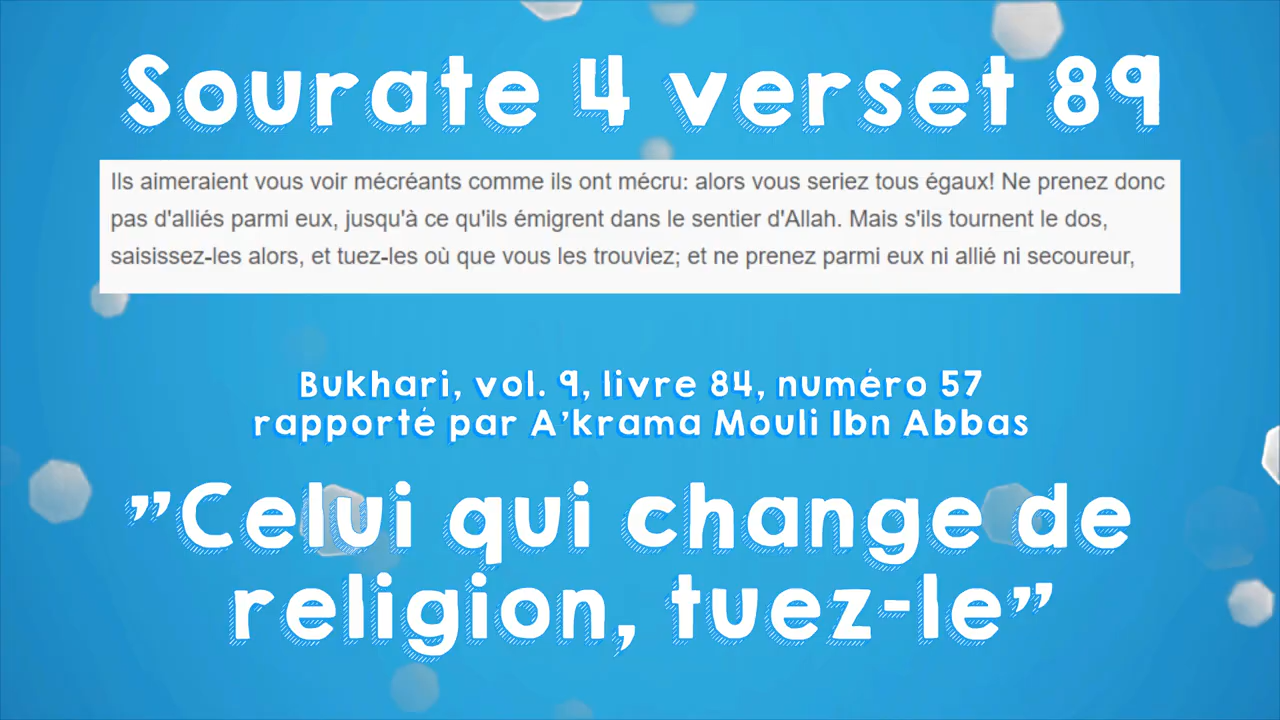 Sourate 4 verset 89
Ils aimeraient vous voir mécréants comme ils ont mécru: alors vous seriez tous égaux! Ne prenez donc
pas d'alliés parmi eux, jusqu'à ce qu'ils émigrent dans le sentier d'Allah. Mais s'ils tournent le dos,
saisissez-les alors, et tuez-les où que vous les trouviez; et ne prenez parmi eux ni allié ni secoureur,
Bukhari, vol. 9, livre 84, numéro 57
rapporté par A'krama Mouli Ibn Abbas
"Celui qui change de
religion, tuez-le"